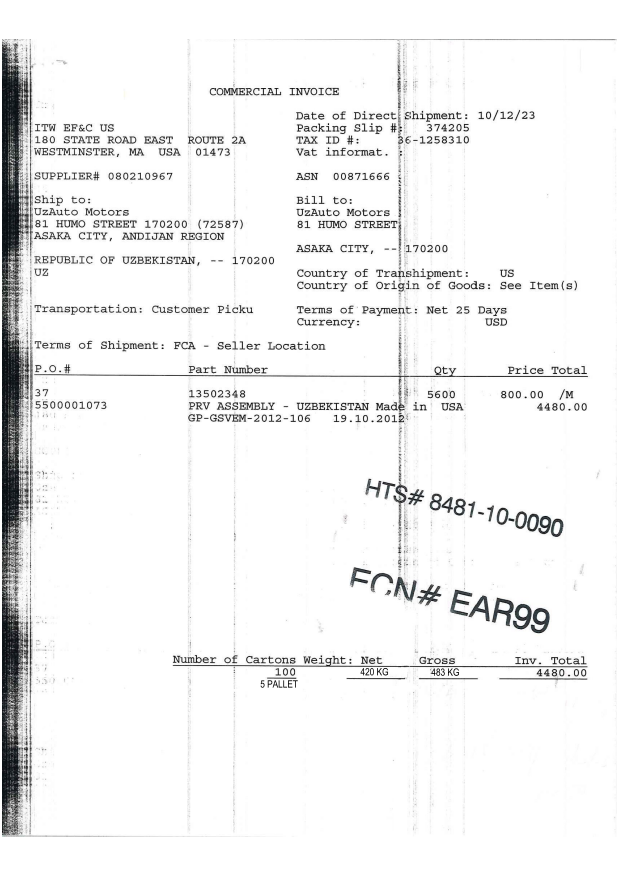 COMMERCIAL INVOICE
Date of Direct Shipment: 10/12/23
ITW EF&C US Packing Slip #: 374205
180 STATE ROAD EAST ROUTE 2A TAX ID #: 36-1258310
WESTMINSTER, MA USA 01473 Vat informat. :
SUPPLIER# 080210967 ASN 00871666
Ship to: Bill to:
UzAuto Motors UzAuto Motors
81 HUMO STREET 170200 (72587) 81 HUMO STREET
ASAKA CITY, ANDIJAN REGION
ASAKA CITY, -- 170200
REPUBLIC OF UZBEKISTAN, -- 170200
UZ Country of Transhipment: US
Country of Origin of Goods: See Item(s)
Transportation: Customer Picku Terms of Payment: Net 25 Days
Currency: USD
Terms of Shipment: FCA - Seller Location
P.O.# Part Number Qty Price Total
37 13502348 5600 800.00 /M
5500001073 PRV ASSEMBLY - UZBEKISTAN Made in USA 4480.00
GP-GSVEM-2012-106 19.10.2012
HTS# 8481-10-0090
ECN# EAR99
Number of Cartons Weight: Net Gross Inv. Total
100 420 KG 483 KG 4480.00
5 PALLET